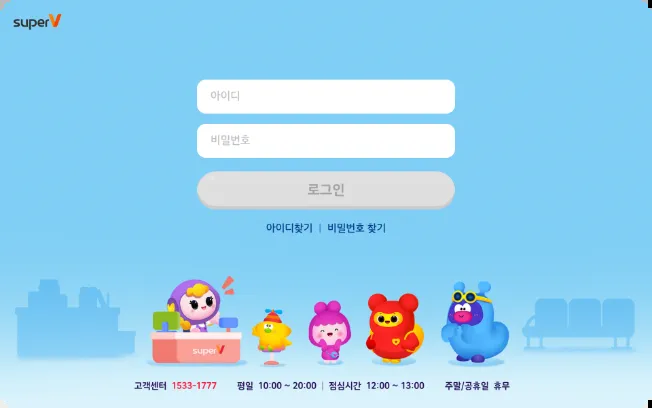 superV
아이디
비밀번호
로그인
아이디찾기 | 비밀번호 찾기
superV
고객센터 1533-1777 평일 10:00 ~ 20:00 | 점심시간 12:00 ~ 13:00 주말/공휴일 휴무